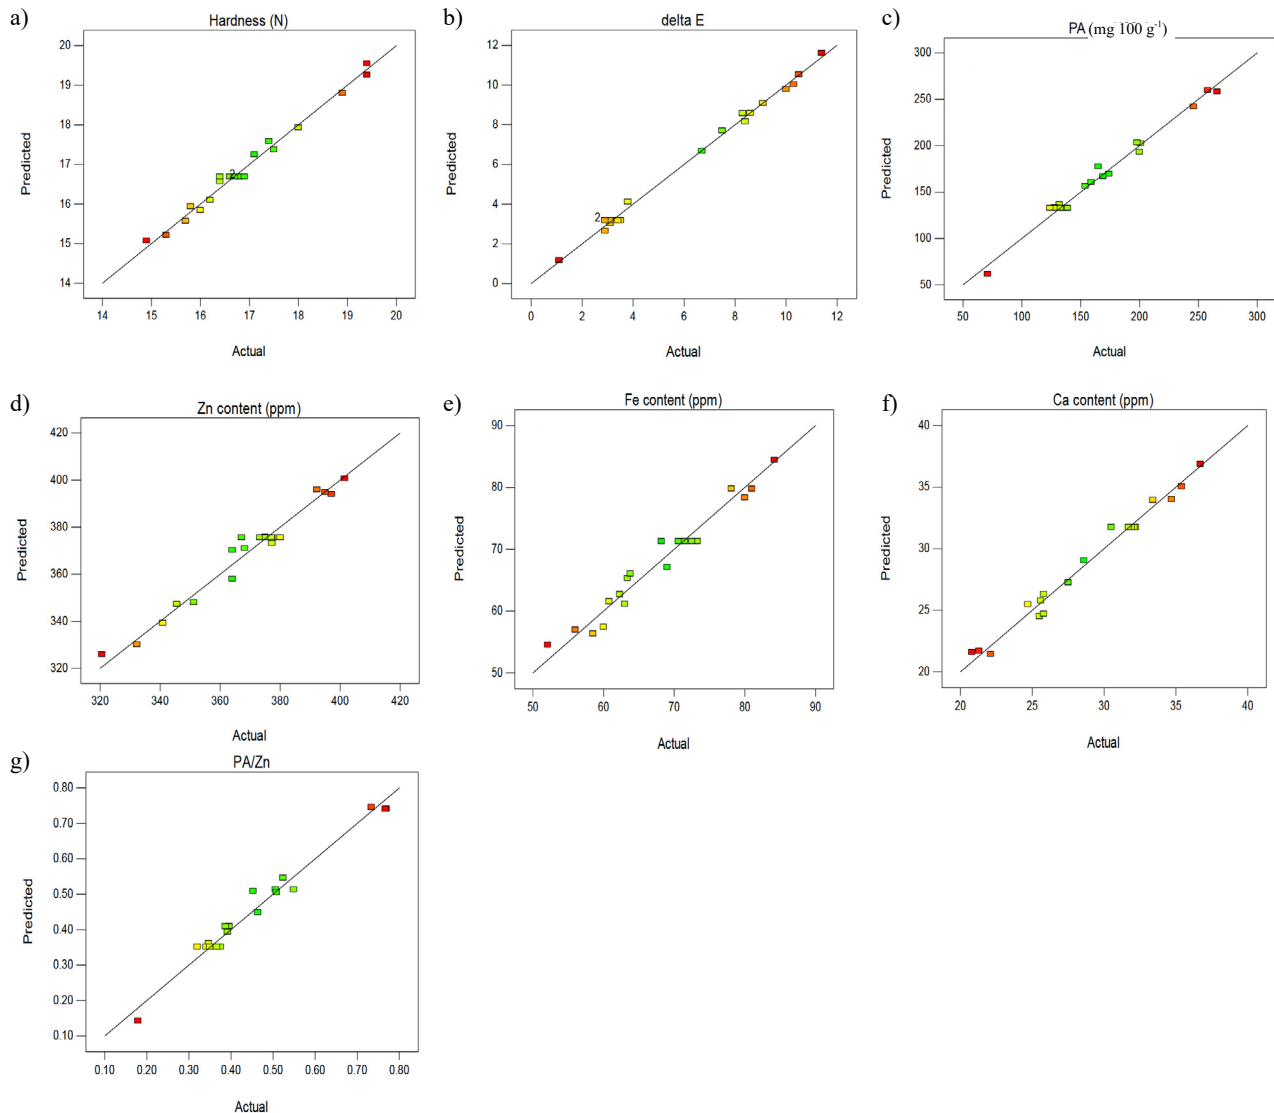 a)
Hardness (N)
20
19
18
17
16
15
14
Predicted
2
14 15 16 17 18 19 20
Actual
b)
delta E
12
10
8
6
4
2
0
Predicted
2
0 2 4 6 8 10 12
Actual
c)
PA (mg 100 g-1)
300
250
200
150
100
50
Predicted
50 100 150 200 250 300
Actual
d)
Zn content (ppm)
420
400
380
360
340
320
Predicted
320 340 360 380 400 420
Actual
e)
Fe content (ppm)
90
80
70
60
50
Predicted
50 60 70 80 90
Actual
f)
Ca content (ppm)
40
35
30
25
20
Predicted
20 25 30 35 40
Actual
g)
PA/Zn
0.80
0.70
0.60
0.50
0.40
0.30
0.20
0.10
Predicted
0.10 0.20 0.30 0.40 0.50 0.60 0.70 0.80
Actual